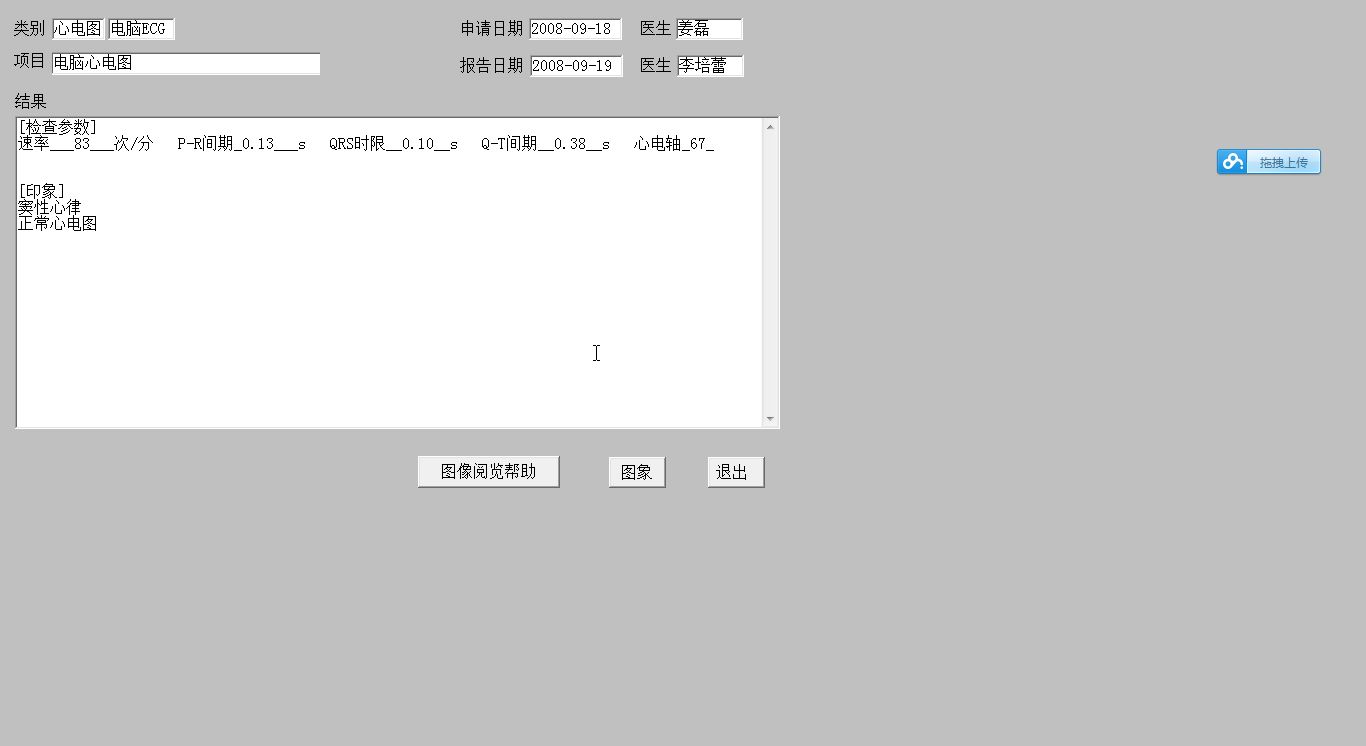 类别 心电图 电脑ECG 申请日期 2008-09-18 医生 姜磊
项目 电脑心电图 报告日期 2008-09-19 医生 李培蕾
结果
[检查参数]
速率___83___次/分 P-R间期_0.13___s QRS时限__0.10__s Q-T间期__0.38__s 心电轴_67_
[印象]
窦性心律
正常心电图
拖拽上传
图像阅览帮助 图象 退出